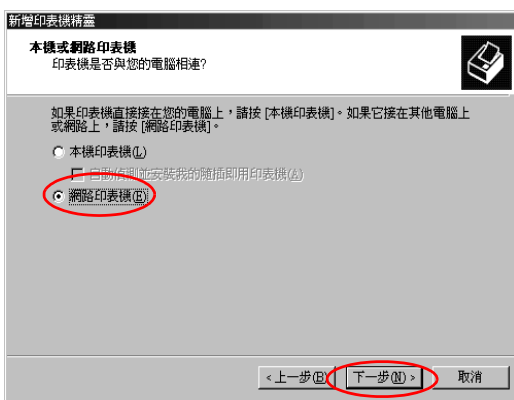 新增印表機精靈
本機或網路印表機
印表機是否與您的電腦相連?
如果印表機直接接在您的電腦上，請按 [本機印表機]。如果它接在其他電腦上
或網路上，請按 [網路印表機]。
本機印表機(L)
自動偵測並安裝我的隨插即用印表機(A)
網路印表機(E)
<上一步(B) 下一步(N)> 取消